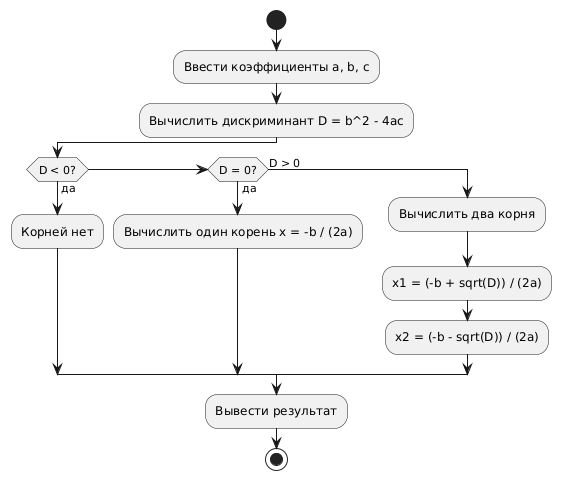 Ввести коэффициенты a, b, c
Вычислить дискриминант D = b^2 - 4ac
D < 0?
да
D = 0?
да
D > 0
Корней нет
Вычислить один корень x = -b / (2a)
Вычислить два корня
x1 = (-b + sqrt(D)) / (2a)
x2 = (-b - sqrt(D)) / (2a)
Вывести результат